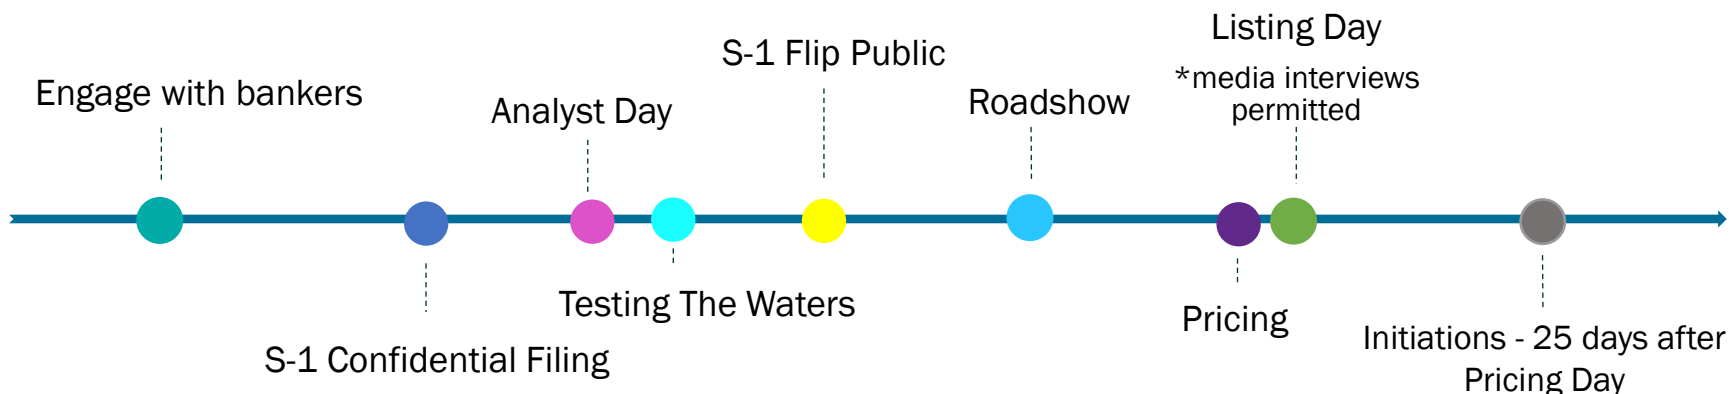 Engage with bankers
S-1 Confidential Filing
Analyst Day
Testing The Waters
S-1 Flip Public
Roadshow
Pricing
Listing Day
*media interviews
permitted
Initiations - 25 days after
Pricing Day